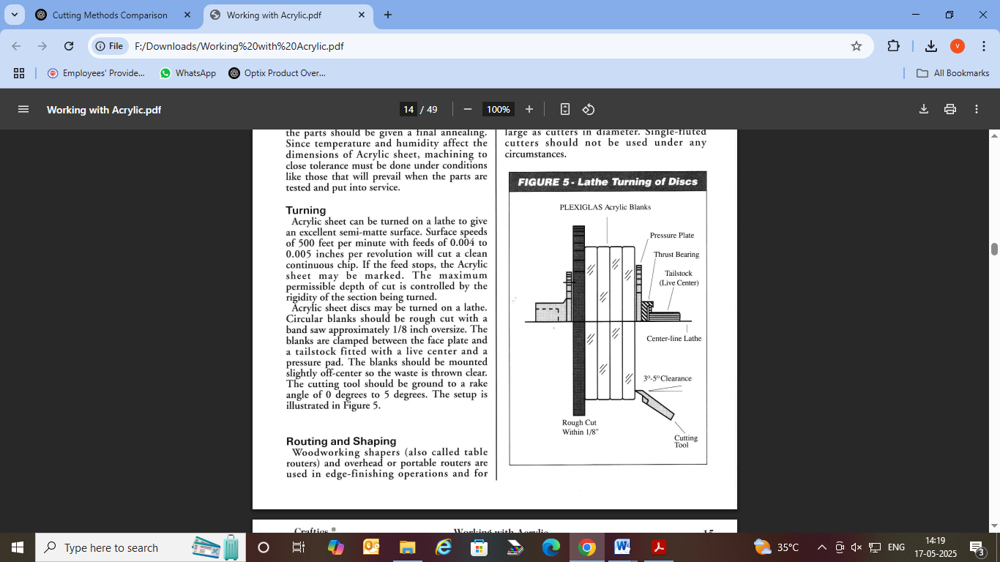 Cutting Methods Comparison
Working with Acrylic.pdf
File
F:/Downloads/Working%20with%20Acrylic.pdf
V
Employees' Provide...
WhatsApp
Optix Product Over...
All Bookmarks
Working with Acrylic.pdf
14 / 49
100%
the parts should be given a final annealing.
Since temperature and humidity affect the
dimensions of Acrylic sheet, machining to
close tolerance must be done under conditions
like those that will prevail when the parts are
tested and put into service.
Turning
Acrylic sheet can be turned on a lathe to give
an excellent semi-matte surface. Surface speeds
of 500 feet per minute with feeds of 0.004 to
0.005 inches per revolution will cut a clean
continuous chip. If the feed stops, the Acrylic
sheet may be marked. The maximum
permissible depth of cut is controlled by the
rigidity of the section being turned.
Acrylic sheet discs may be turned on a lathe.
Circular blanks should be rough cut with a
band saw approximately 1/8 inch oversize. The
blanks are clamped between the face plate and
a tailstock fitted with a live center and a
pressure pad. The blanks should be mounted
slightly off-center so the waste is thrown clear.
The cutting tool should be ground to a rake
angle of 0 degrees to 5 degrees. The setup is
illustrated in Figure 5.
Routing and Shaping
Woodworking shapers (also called table
routers) and overhead or portable routers are
used in edge-finishing operations and for
large as cutters in diameter. Single-fluted
cutters should not be used under any
circumstances.
FIGURE 5 - Lathe Turning of Discs
PLEXIGLAS Acrylic Blanks
Pressure Plate
Thrust Bearing
Tailstock
(Live Center)
Center-line Lathe
3º-5º Clearance
Rough Cut
Within 1/8"
Cutting
Tool
Craftics ® Working with Acrylic 15
Type here to search
35°C
ENG
14:19
17-05-2025
3